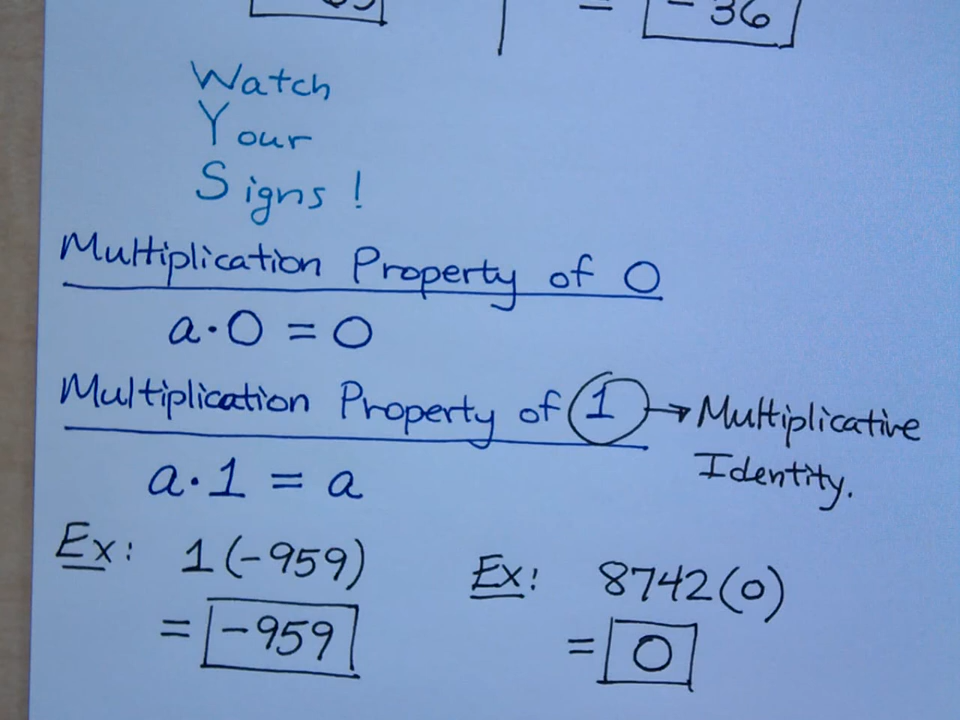 = -36
Watch
Your
Signs!
Multiplication Property of 0
a·0 = 0
Multiplication Property of 1 → Multiplicative
Identity.
a·1 = a
Ex: 1(-959)
= -959
Ex: 8742(0)
= 0